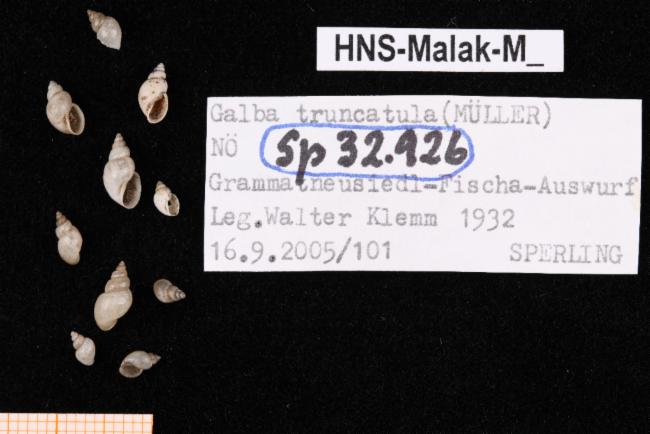 HNS-Malak-M_
Galba truncatula(MÜLLER)
NÖ Sp 32.926
Grammatneusiedl-Fischa-Auswurf
Leg.Walter Klemm 1932
16.9.2005/101 SPERLING